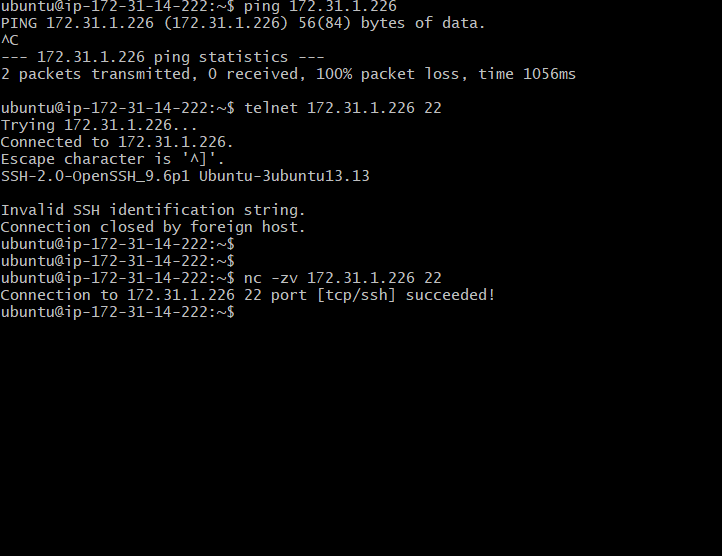 ubuntu@ip-172-31-14-222:~$ ping 172.31.1.226
PING 172.31.1.226 (172.31.1.226) 56(84) bytes of data.
^C
--- 172.31.1.226 ping statistics ---
2 packets transmitted, 0 received, 100% packet loss, time 1056ms
ubuntu@ip-172-31-14-222:~$ telnet 172.31.1.226 22
Trying 172.31.1.226...
Connected to 172.31.1.226.
Escape character is '^]'.
SSH-2.0-OpenSSH_9.6p1 Ubuntu-3ubuntu13.13
Invalid SSH identification string.
Connection closed by foreign host.
ubuntu@ip-172-31-14-222:~$
ubuntu@ip-172-31-14-222:~$
ubuntu@ip-172-31-14-222:~$ nc -zv 172.31.1.226 22
Connection to 172.31.1.226 22 port [tcp/ssh] succeeded!
ubuntu@ip-172-31-14-222:~$